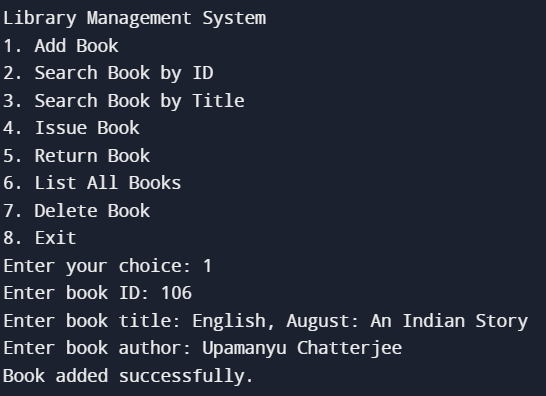 Library Management System
1. Add Book
2. Search Book by ID
3. Search Book by Title
4. Issue Book
5. Return Book
6. List All Books
7. Delete Book
8. Exit
Enter your choice: 1
Enter book ID: 106
Enter book title: English, August: An Indian Story
Enter book author: Upamanyu Chatterjee
Book added successfully.